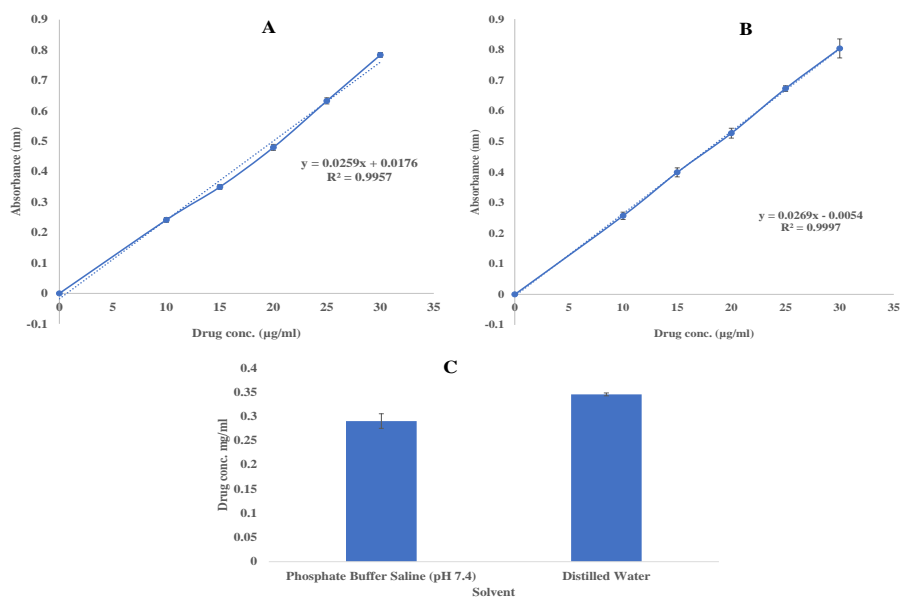 A
0.9
0.8
0.7
0.6
0.5
0.4
0.3
0.2
0.1
0
-0.1
Absorbance (nm)
y = 0.0259x + 0.0176
R² = 0.9957
0 5 10 15 20 25 30 35
Drug conc. (µg/ml)
B
0.9
0.8
0.7
0.6
0.5
0.4
0.3
0.2
0.1
0
-0.1
Absorbamce (nm)
y = 0.0269x - 0.0054
R² = 0.9997
0 5 10 15 20 25 30 35
Drug conc. (µg/ml)
C
0.4
0.35
0.3
0.25
0.2
0.15
0.1
0.05
0
Drug conc. mg/ml
Phosphate Buffer Saline (pH 7.4) Distilled Water
Solvent